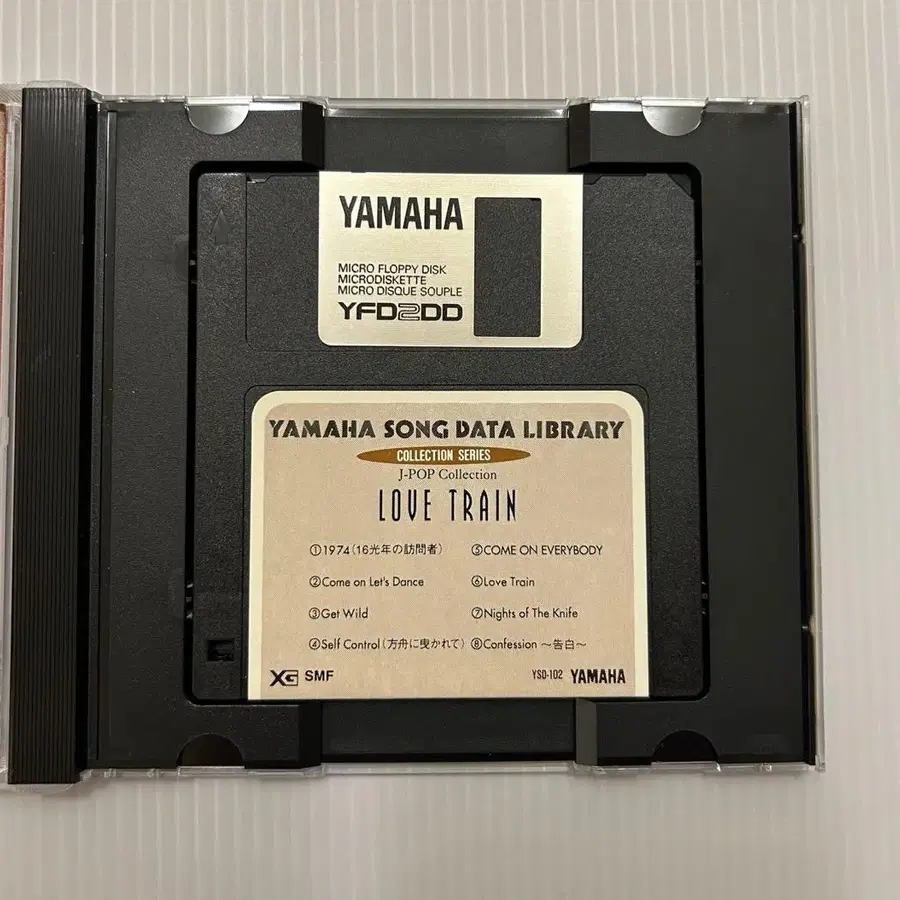 YAMAHA
MICRO FLOPPY DISK
MICRODISKETTE
MICRO DISQUE SOUPLE
YFD2DD
YAMAHA SONG DATA LIBRARY
COLLECTION SERIES
J-POP Collection
LOVE TRAIN
①1974(16光年の訪問者)
②Come on Let's Dance
③Get Wild
④Self Control(方舟に曳かれて)
⑤COME ON EVERYBODY
⑥Love Train
⑦Nights of The Knife
⑧Confession 〜告白〜
XG SMF
YSD-102 YAMAHA